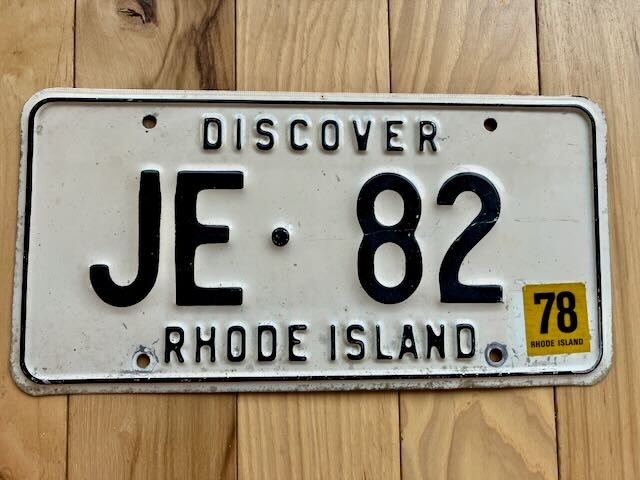 DISCOVER
JE·82
78
RHODE ISLAND
RHODE ISLAND